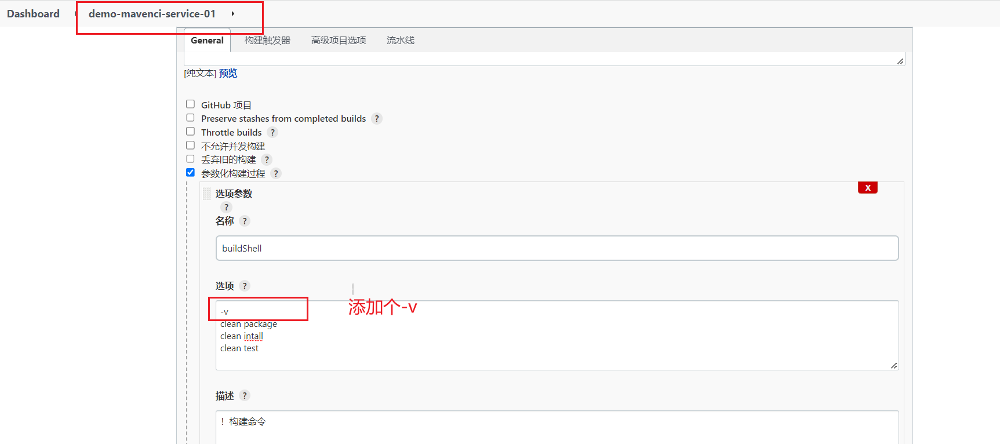 Dashboard
demo-mavenci-service-01
General
构建触发器
高级项目选项
流水线
[纯文本] 预览
GitHub 项目
Preserve stashes from completed builds ?
Throttle builds ?
不允许并发构建
丢弃旧的构建 ?
参数化构建过程 ?
选项参数
X
?
名称 ?
buildShell
选项 ?
添加个-v
-v
clean package
clean intall
clean test
描述 ?
！构建命令